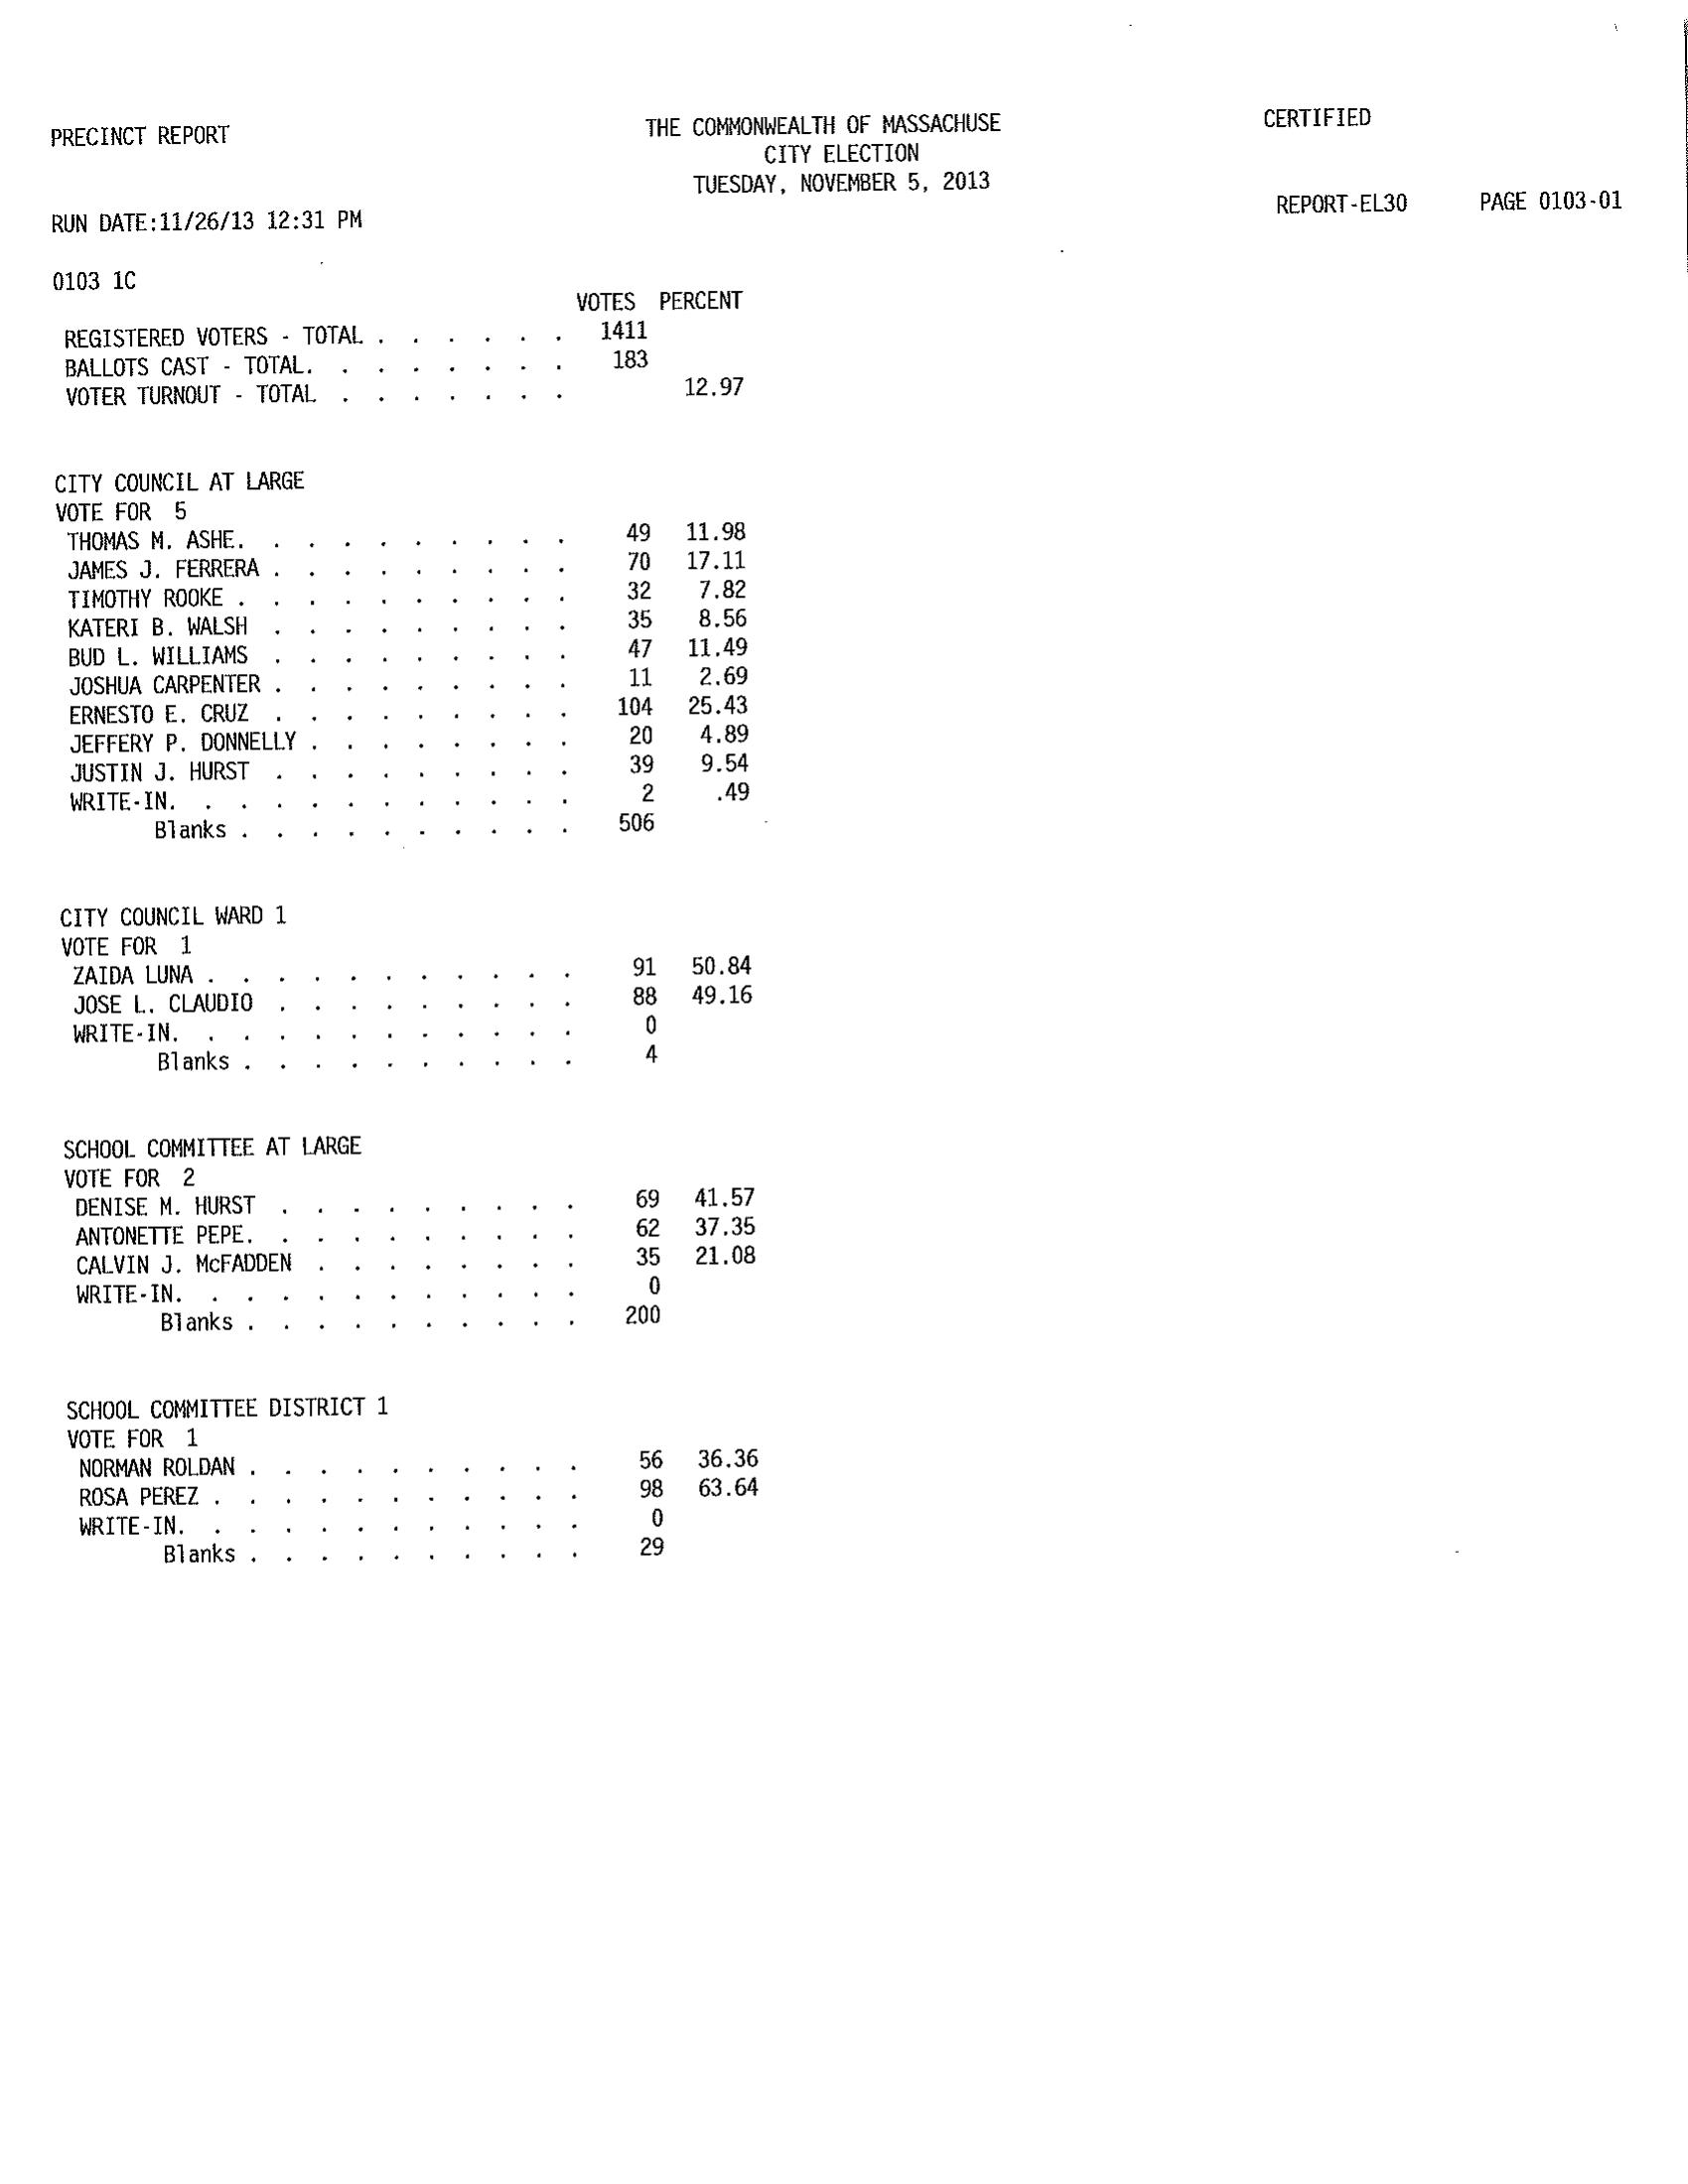 PRECINCT REPORT THE COMMONWEALTH OF MASSACHUSE CERTIFIED
CITY ELECTION
TUESDAY, NOVEMBER 5, 2013
RUN DATE:11/26/13 12:31 PM REPORT-EL30 PAGE 0103-01
0103 1C
VOTES PERCENT
REGISTERED VOTERS - TOTAL . . . . . . 1411
BALLOTS CAST - TOTAL. . . . . . . . 183
VOTER TURNOUT - TOTAL . . . . . . . 12.97
CITY COUNCIL AT LARGE
VOTE FOR 5
THOMAS M. ASHE. . . . . . . . . . 49 11.98
JAMES J. FERRERA . . . . . . . . . 70 17.11
TIMOTHY ROOKE . . . . . . . . . . 32 7.82
KATERI B. WALSH . . . . . . . . . 35 8.56
BUD L. WILLIAMS . . . . . . . . . 47 11.49
JOSHUA CARPENTER . . . . . . . . . 11 2.69
ERNESTO E. CRUZ . . . . . . . . . 104 25.43
JEFFERY P. DONNELLY . . . . . . . . 20 4.89
JUSTIN J. HURST . . . . . . . . . 39 9.54
WRITE-IN. . . . . . . . . . . . 2 .49
Blanks . . . . . . . . . . 506
CITY COUNCIL WARD 1
VOTE FOR 1
ZAIDA LUNA . . . . . . . . . . . 91 50.84
JOSE L. CLAUDIO . . . . . . . . . 88 49.16
WRITE-IN. . . . . . . . . . . . 0
Blanks . . . . . . . . . . 4
SCHOOL COMMITTEE AT LARGE
VOTE FOR 2
DENISE M. HURST . . . . . . . . . 69 41.57
ANTONETTE PEPE. . . . . . . . . . 62 37.35
CALVIN J. McFADDEN . . . . . . . . 35 21.08
WRITE-IN. . . . . . . . . . . . 0
Blanks . . . . . . . . . . 200
SCHOOL COMMITTEE DISTRICT 1
VOTE FOR 1
NORMAN ROLDAN . . . . . . . . . . 56 36.36
ROSA PEREZ . . . . . . . . . . . 98 63.64
WRITE-IN. . . . . . . . . . . . 0
Blanks . . . . . . . . . . 29